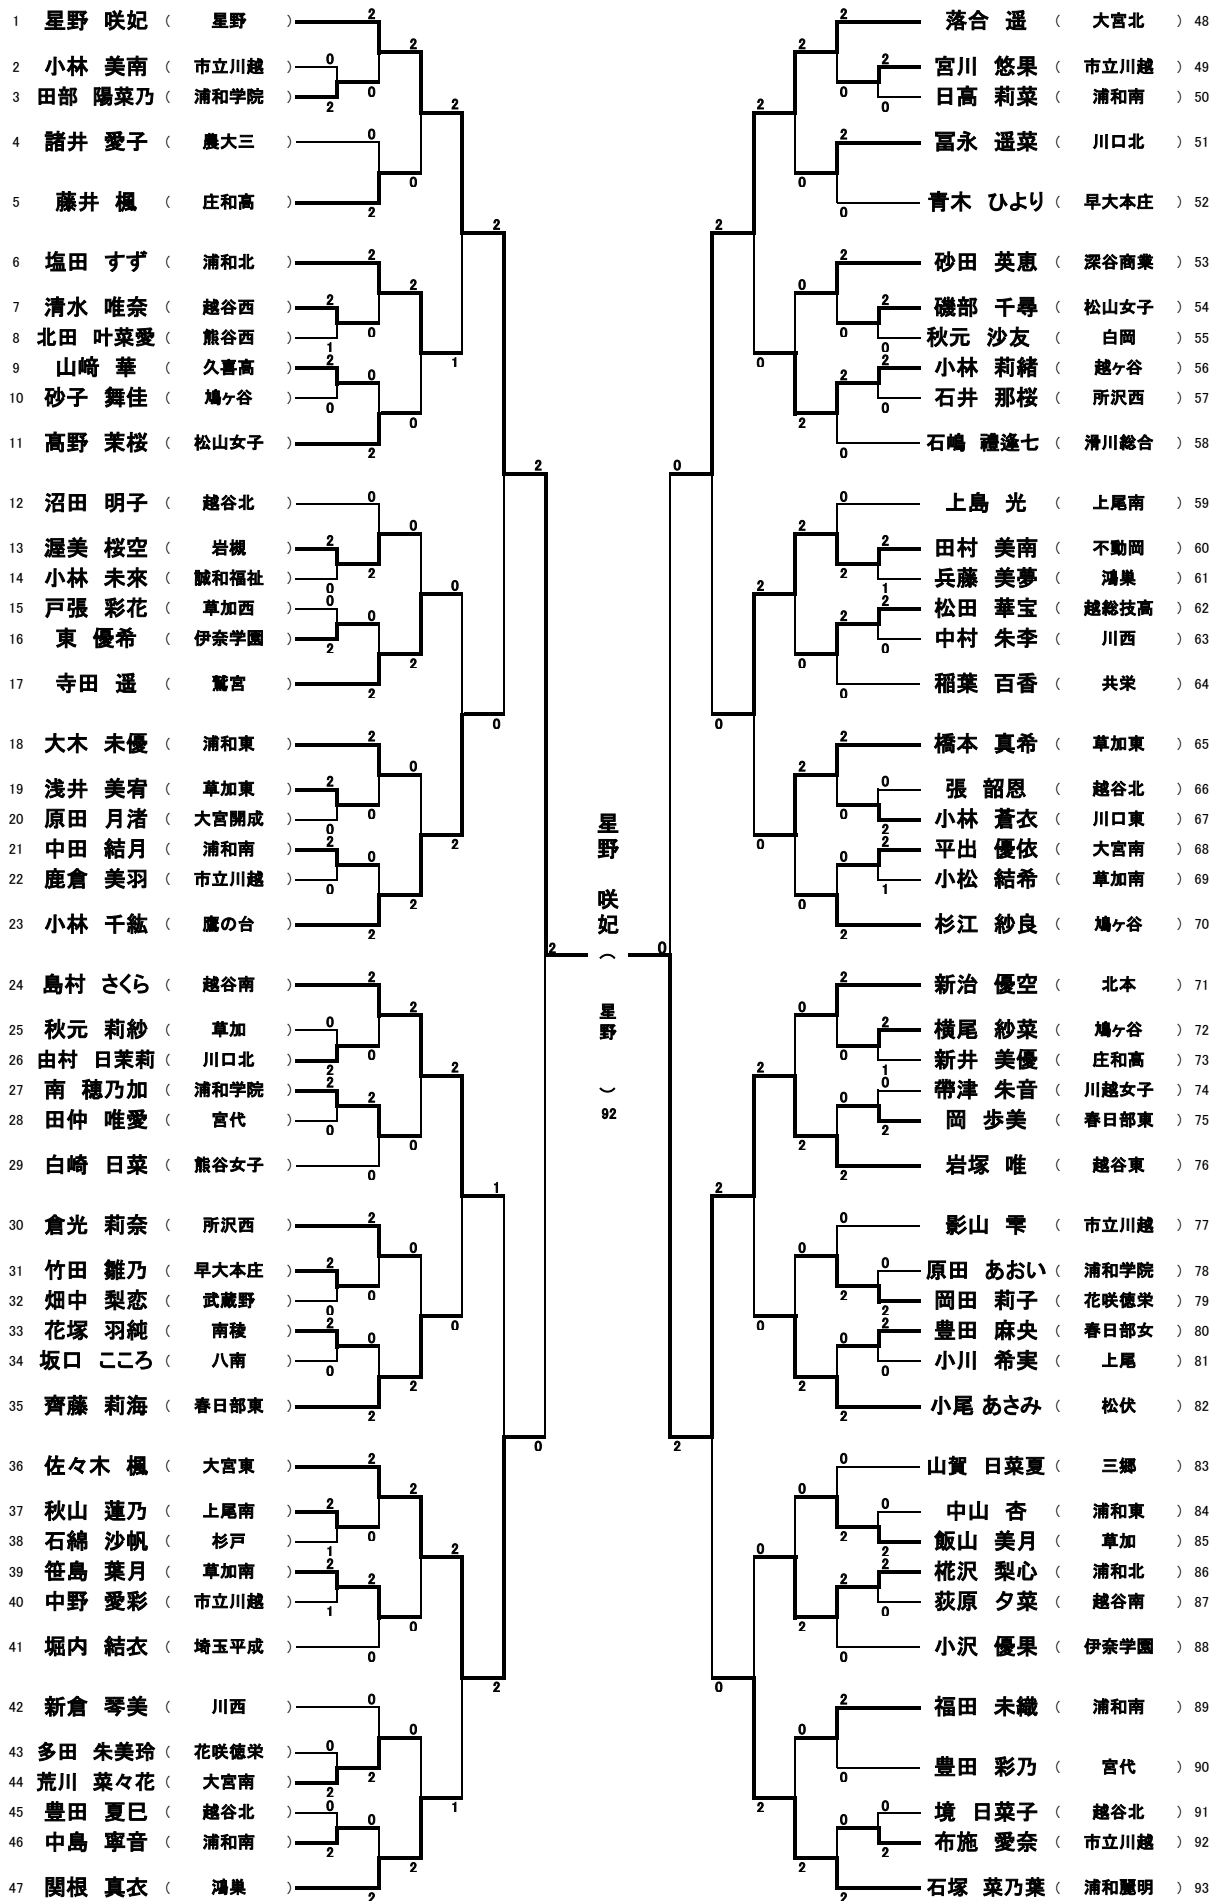 1 星野 咲妃 （ 星野 ）
2 小林 美南 （ 市立川越 ）
3 田部 陽菜乃 （ 浦和学院 ）
4 諸井 愛子 （ 農大三 ）
5 藤井 楓 （ 庄和高 ）
6 塩田 すず （ 浦和北 ）
7 清水 唯奈 （ 越谷西 ）
8 北田 叶菜愛 （ 熊谷西 ）
9 山﨑 華 （ 久喜高 ）
10 砂子 舞佳 （ 鳩ヶ谷 ）
11 高野 茉桜 （ 松山女子 ）
12 沼田 明子 （ 越谷北 ）
13 渥美 桜空 （ 岩槻 ）
14 小林 未來 （ 誠和福祉 ）
15 戸張 彩花 （ 草加西 ）
16 東 優希 （ 伊奈学園 ）
17 寺田 遥 （ 鷲宮 ）
18 大木 未優 （ 浦和東 ）
19 浅井 美宥 （ 草加東 ）
20 原田 月渚 （ 大宮開成 ）
21 中田 結月 （ 浦和南 ）
22 鹿倉 美羽 （ 市立川越 ）
23 小林 千紘 （ 鷹の台 ）
24 島村 さくら （ 越谷南 ）
25 秋元 莉紗 （ 草加 ）
26 由村 日茉莉 （ 川口北 ）
27 南 穂乃加 （ 浦和学院 ）
28 田仲 唯愛 （ 宮代 ）
29 白崎 日菜 （ 熊谷女子 ）
30 倉光 莉奈 （ 所沢西 ）
31 竹田 雛乃 （ 早大本庄 ）
32 畑中 梨恋 （ 武蔵野 ）
33 花塚 羽純 （ 南稜 ）
34 坂口 こころ （ 八南 ）
35 齊藤 莉海 （ 春日部東 ）
36 佐々木 楓 （ 大宮東 ）
37 秋山 蓮乃 （ 上尾南 ）
38 石綿 沙帆 （ 杉戸 ）
39 笹島 葉月 （ 草加南 ）
40 中野 愛彩 （ 市立川越 ）
41 堀内 結衣 （ 埼玉平成 ）
42 新倉 琴美 （ 川西 ）
43 多田 朱美玲 （ 花咲徳栄 ）
44 荒川 菜々花 （ 大宮南 ）
45 豊田 夏巳 （ 越谷北 ）
46 中島 寧音 （ 浦和南 ）
47 関根 真衣 （ 鴻巣 ）
星野 咲妃
（ 星野 ）
92
落合 遥 （ 大宮北 ） 48
宮川 悠果 （ 市立川越 ） 49
日高 莉菜 （ 浦和南 ） 50
冨永 遥菜 （ 川口北 ） 51
青木 ひより （ 早大本庄 ） 52
砂田 英恵 （ 深谷商業 ） 53
磯部 千尋 （ 松山女子 ） 54
秋元 沙友 （ 白岡 ） 55
小林 莉緒 （ 越ヶ谷 ） 56
石井 那桜 （ 所沢西 ） 57
石嶋 禮逢七 （ 滑川総合 ） 58
上島 光 （ 上尾南 ） 59
田村 美南 （ 不動岡 ） 60
兵藤 美夢 （ 鴻巣 ） 61
松田 華宝 （ 越総技高 ） 62
中村 朱李 （ 川西 ） 63
稲葉 百香 （ 共栄 ） 64
橋本 真希 （ 草加東 ） 65
張 韶恩 （ 越谷北 ） 66
小林 蒼衣 （ 川口東 ） 67
平出 優依 （ 大宮南 ） 68
小松 結希 （ 草加南 ） 69
杉江 紗良 （ 鳩ヶ谷 ） 70
新治 優空 （ 北本 ） 71
横尾 紗菜 （ 鳩ヶ谷 ） 72
新井 美優 （ 庄和高 ） 73
帶津 朱音 （ 川越女子 ） 74
岡 歩美 （ 春日部東 ） 75
岩塚 唯 （ 越谷東 ） 76
影山 雫 （ 市立川越 ） 77
原田 あおい （ 浦和学院 ） 78
岡田 莉子 （ 花咲徳栄 ） 79
豊田 麻央 （ 春日部女 ） 80
小川 希実 （ 上尾 ） 81
小尾 あさみ （ 松伏 ） 82
山賀 日菜夏 （ 三郷 ） 83
中山 杏 （ 浦和東 ） 84
飯山 美月 （ 草加 ） 85
椛沢 梨心 （ 浦和北 ） 86
荻原 夕菜 （ 越谷南 ） 87
小沢 優果 （ 伊奈学園 ） 88
福田 未織 （ 浦和南 ） 89
豊田 彩乃 （ 宮代 ） 90
境 日菜子 （ 越谷北 ） 91
布施 愛奈 （ 市立川越 ） 92
石塚 菜乃葉 （ 浦和麗明 ） 93